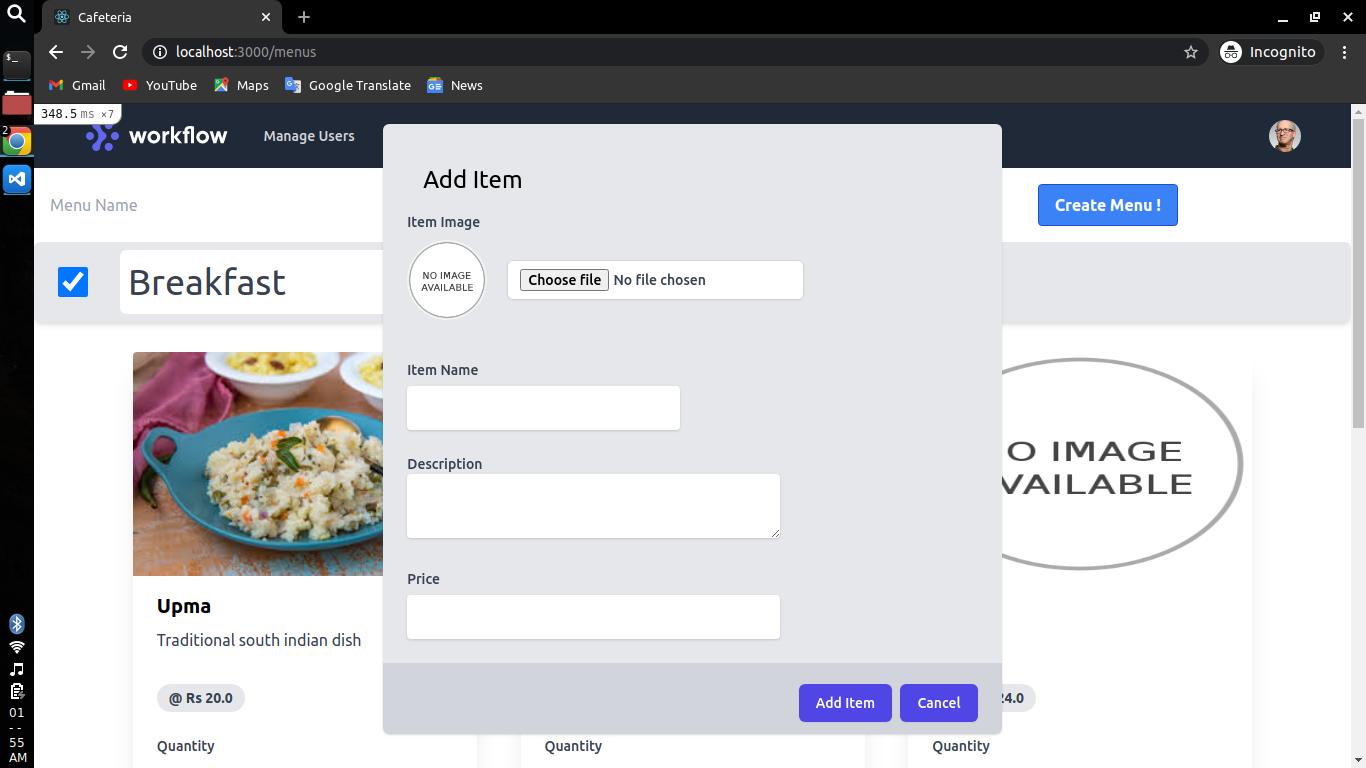 Cafeteria
localhost:3000/menus
Incognito
Gmail YouTube Maps Google Translate News
348.5 ms ×7
workflow Manage Users
Menu Name
Create Menu !
Breakfast
Add Item
Item Image
NO IMAGE
AVAILABLE
Choose file No file chosen
Item Name
Description
Price
Add Item Cancel
O IMAGE
VAILABLE
Upma
Traditional south indian dish
@ Rs 20.0
24.0
Quantity
Quantity
Quantity
$_
2
01
--
55
AM